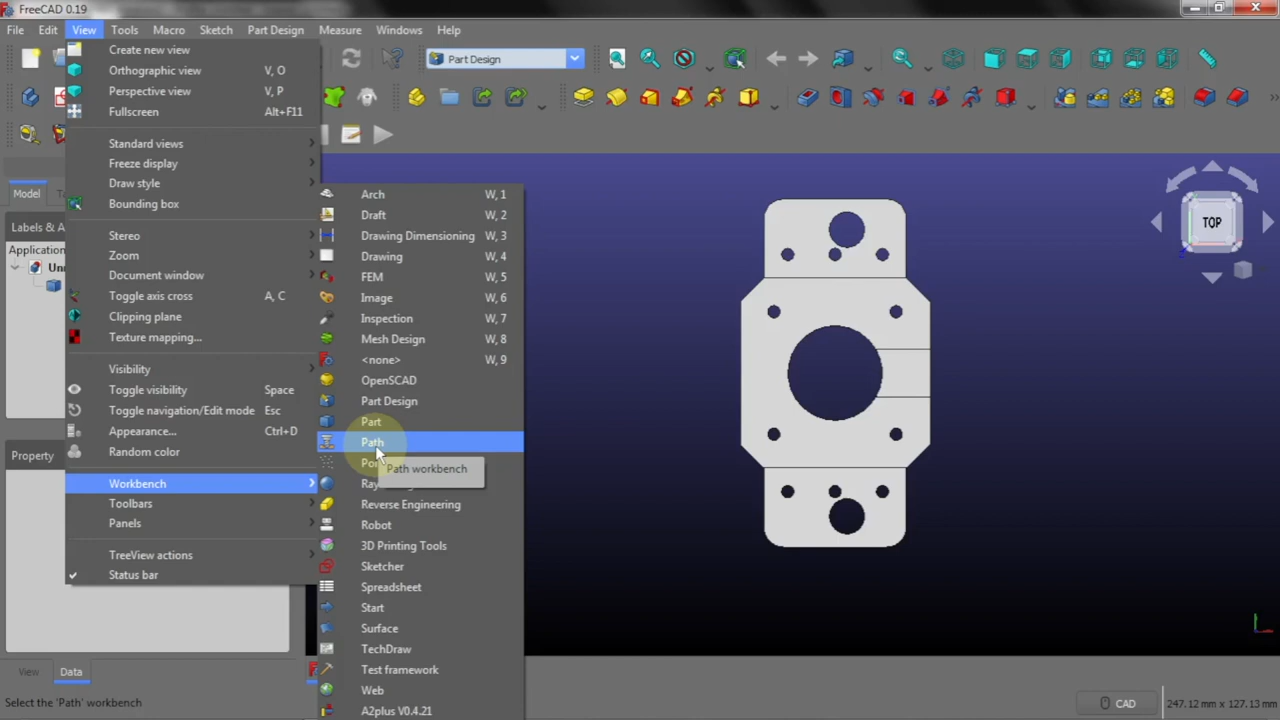 FreeCAD 0.19
File Edit View Tools Macro Sketch Part Design Measure Windows Help
Part Design
Create new view
Orthographic view V, O
Perspective view V, P
Fullscreen Alt+F11
Standard views
Freeze display
Draw style
Bounding box
Stereo
Zoom
Document window
Toggle axis cross A, C
Clipping plane
Texture mapping...
Visibility
Toggle visibility Space
Toggle navigation/Edit mode Esc
Appearance... Ctrl+D
Random color
Workbench
Toolbars
Panels
TreeView actions
Status bar
Arch W, 1
Draft W, 2
Drawing Dimensioning W, 3
Drawing W, 4
FEM W, 5
Image W, 6
Inspection W, 7
Mesh Design W, 8
<none> W, 9
OpenSCAD
Part Design
Part
Path
Path workbench
Reverse Engineering
Robot
3D Printing Tools
Sketcher
Spreadsheet
Start
Surface
TechDraw
Test framework
Web
A2plus V0.4.21
Model
Labels & A
Application
Property
View Data
TOP
Select the 'Path' workbench
CAD
247.12 mm x 127.13 mm